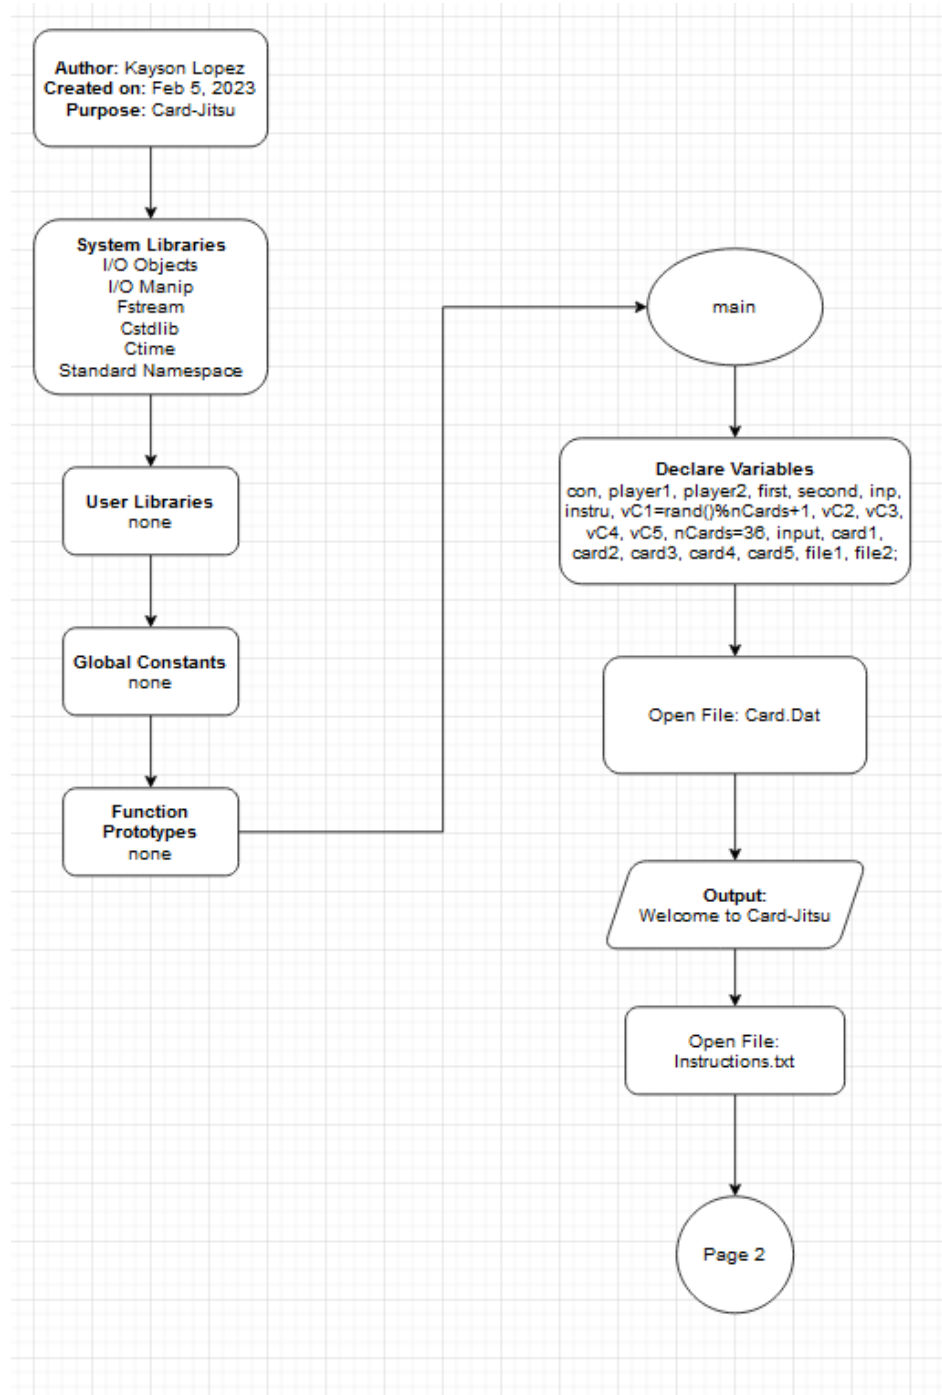 Author: Kayson Lopez
Created on: Feb 5, 2023
Purpose: Card-Jitsu
System Libraries
I/O Objects
I/O Manip
Fstream
Cstdlib
Ctime
Standard Namespace
User Libraries
none
Global Constants
none
Function
Prototypes
none
main
Declare Variables
con, player1, player2, first, second, inp,
instru, vC1=rand()%nCards+1, vC2, vC3,
vC4, vC5, nCards=36, input, card1,
card2, card3, card4, card5, file1, file2;
Open File: Card.Dat
Output:
Welcome to Card-Jitsu
Open File:
Instructions.txt
Page 2